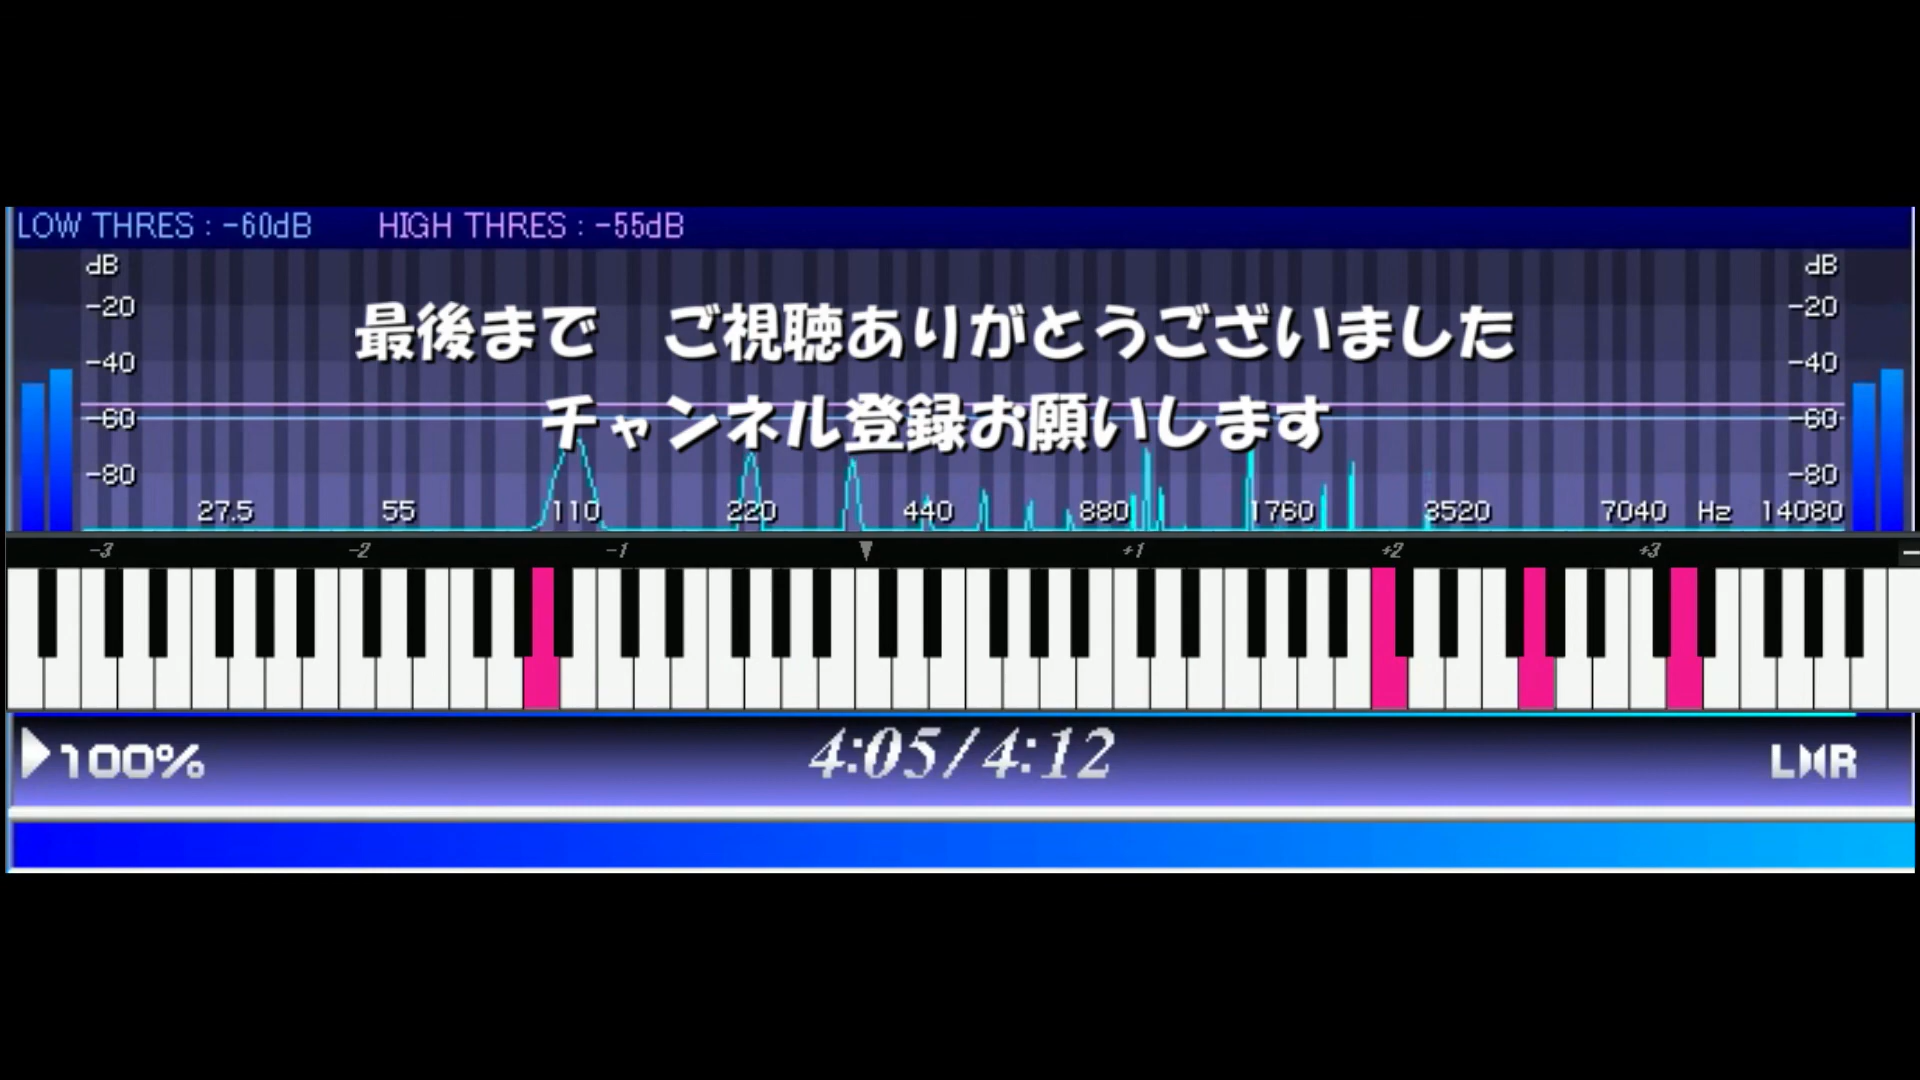 LOW THRES : -60dB HIGH THRES : -55dB
dB dB
-20 -20
最後まで　ご視聴ありがとうございました
-40 -40
-60 -60
チャンネル登録お願いします
-80 -80
27.5 55 110 220 440 880 1760 3520 7040 Hz 14080
-3 -2 -1 +1 +2 +3
100% 4:05/4:12 L R